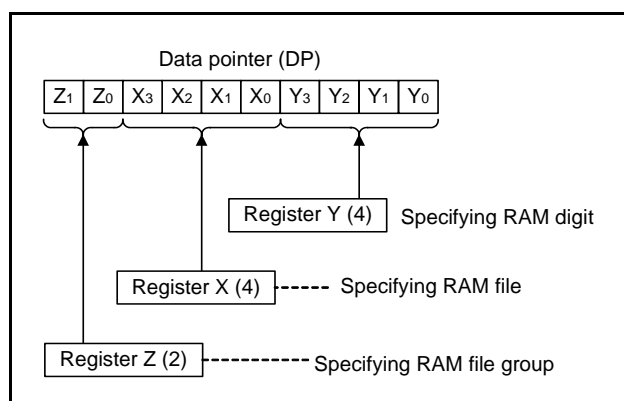 Data pointer (DP)
Z1 Z0 X3 X2 X1 X0 Y3 Y2 Y1 Y0
Register Y (4) Specifying RAM digit
Register X (4) Specifying RAM file
Register Z (2) Specifying RAM file group